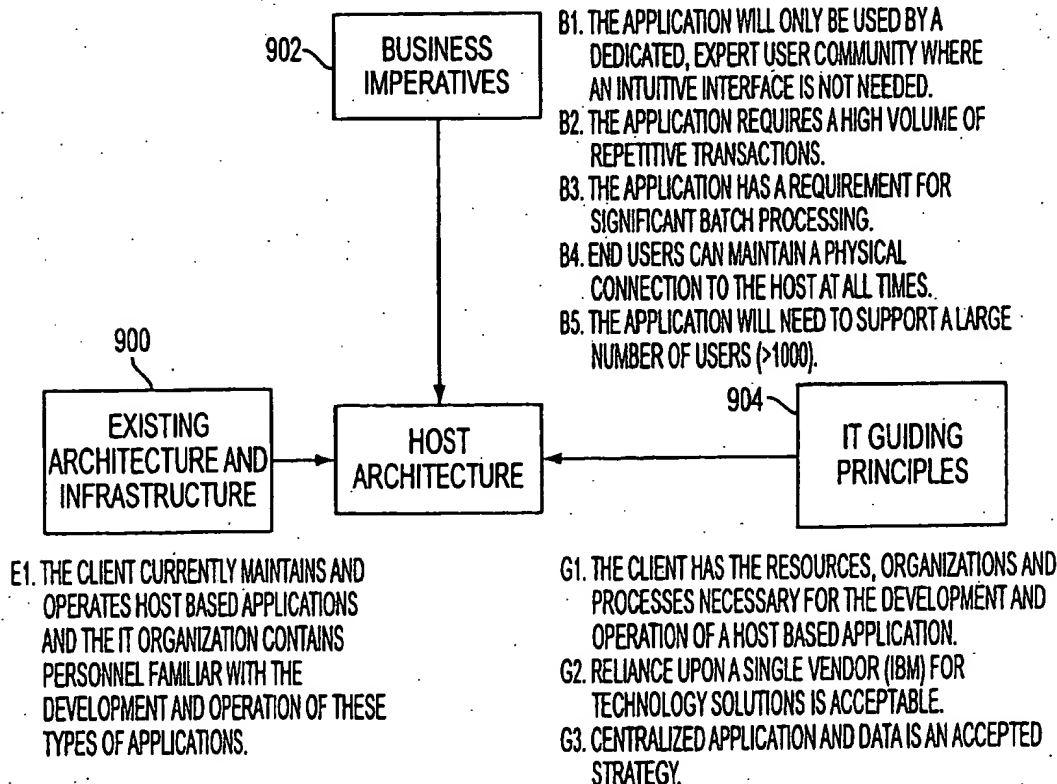 902
BUSINESS
IMPERATIVES
B1. THE APPLICATION WILL ONLY BE USED BY A
DEDICATED, EXPERT USER COMMUNITY WHERE
AN INTUITIVE INTERFACE IS NOT NEEDED.
B2. THE APPLICATION REQUIRES A HIGH VOLUME OF
REPETITIVE TRANSACTIONS.
B3. THE APPLICATION HAS A REQUIREMENT FOR
SIGNIFICANT BATCH PROCESSING.
B4. END USERS CAN MAINTAIN A PHYSICAL
CONNECTION TO THE HOST AT ALL TIMES.
B5. THE APPLICATION WILL NEED TO SUPPORT A LARGE
NUMBER OF USERS (>1000).
900
EXISTING
ARCHITECTURE AND
INFRASTRUCTURE
HOST
ARCHITECTURE
904
IT GUIDING
PRINCIPLES
E1. THE CLIENT CURRENTLY MAINTAINS AND
OPERATES HOST BASED APPLICATIONS
AND THE IT ORGANIZATION CONTAINS
PERSONNEL FAMILIAR WITH THE
DEVELOPMENT AND OPERATION OF THESE
TYPES OF APPLICATIONS.
G1. THE CLIENT HAS THE RESOURCES, ORGANIZATIONS AND
PROCESSES NECESSARY FOR THE DEVELOPMENT AND
OPERATION OF A HOST BASED APPLICATION.
G2. RELIANCE UPON A SINGLE VENDOR (IBM) FOR
TECHNOLOGY SOLUTIONS IS ACCEPTABLE.
G3. CENTRALIZED APPLICATION AND DATA IS AN ACCEPTED
STRATEGY.